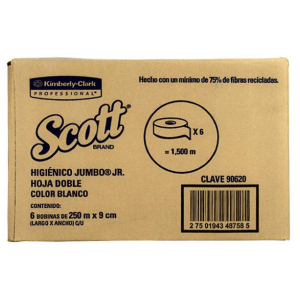 Kimberly-Clark
PROFESSIONAL*
Hecho con un mínimo de 75% de fibras recicladas.
Scott
BRAND
X 6
= 1,500 m
HIGIÉNICO JUMBO® JR.
HOJA DOBLE
COLOR BLANCO
CONTENIDO:
6 BOBINAS DE 250 m X 9 cm
(LARGO X ANCHO) C/U
CLAVE 90620
2 75 01943 48758 5